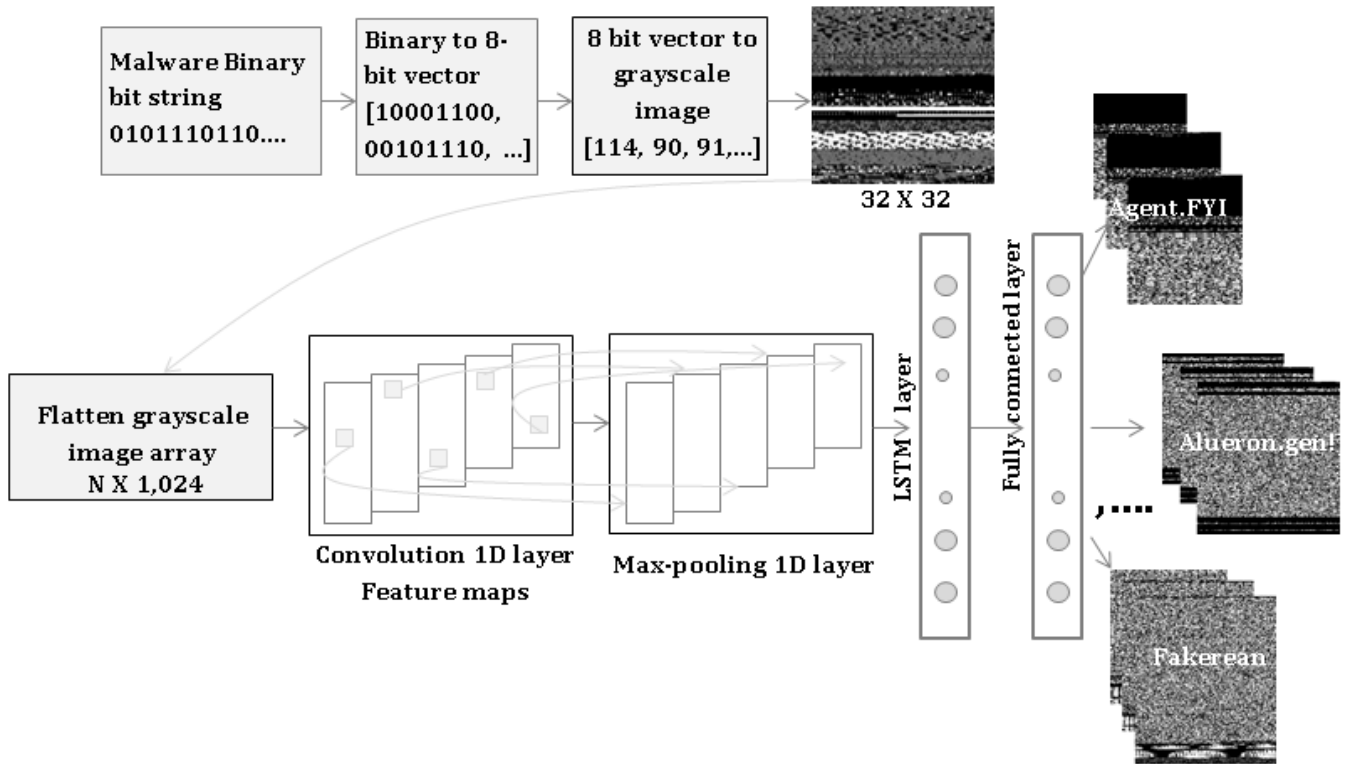 Malware Binary
bit string
0101110110....
Binary to 8-
bit vector
[10001100,
00101110, ...]
8 bit vector to
grayscale
image
[114, 90, 91,...]
32 X 32
Agent.FYI
Flatten grayscale
image array
N X 1,024
Convolution 1D layer
Feature maps
Max-pooling 1D layer
LSTM layer
Fully connected layer
Alueron.gen!
Fakerean